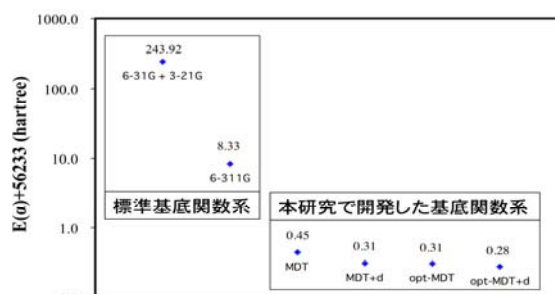 1000.0
243.92
6-31G + 3-21G
100.0
8.33
6-311G
10.0
標準基底関数系
本研究で開発した基底関数系
1.0
0.45
MDT
0.31
MDT+d
0.31
opt-MDT
0.28
opt-MDT+d
E(α)+56233 (hartree)